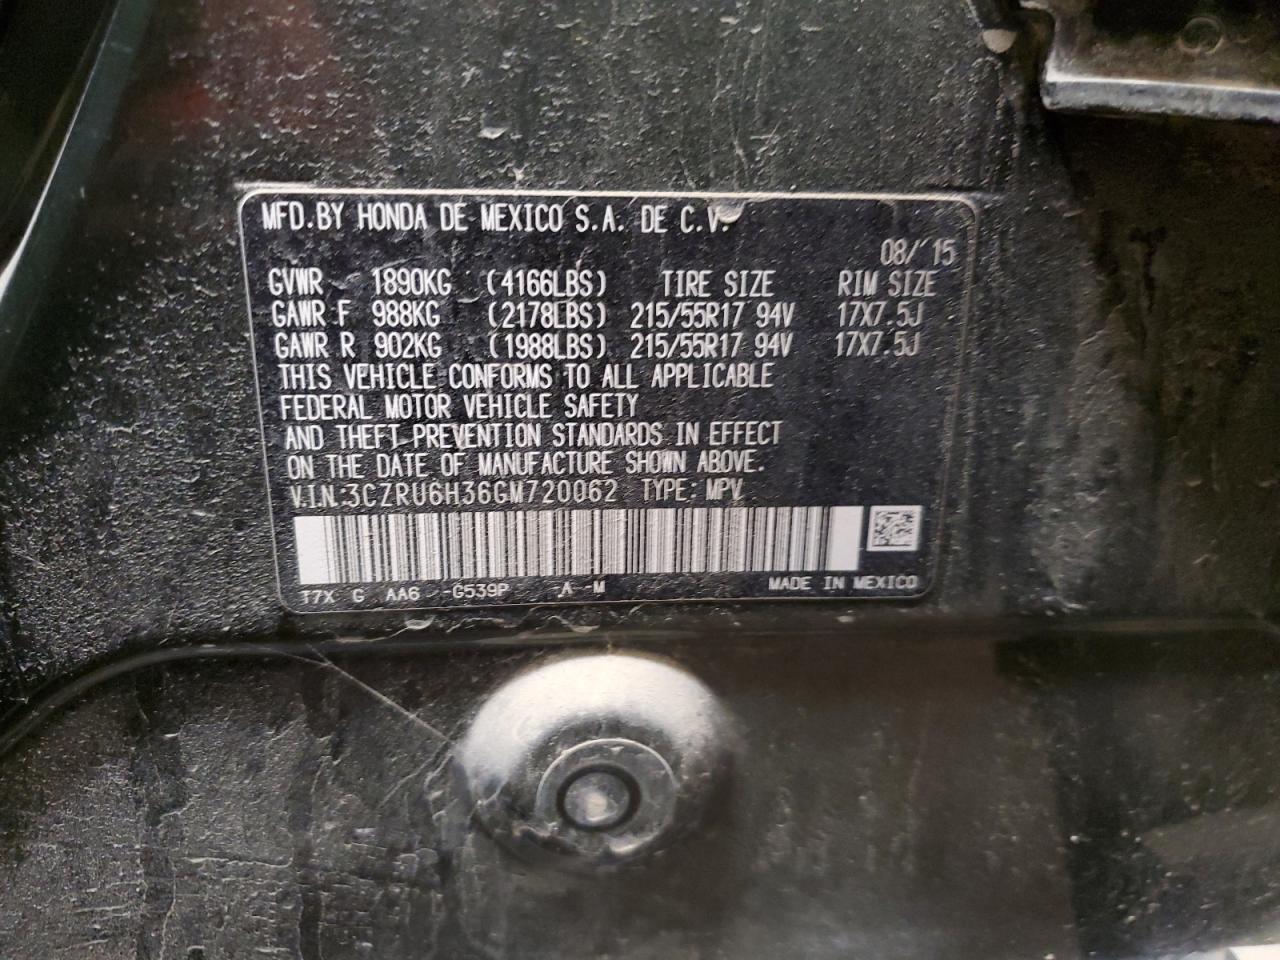 MFD.BY HONDA DE MEXICO S.A. DE C.V.
08/'15
GVWR 1890KG (4166LBS) TIRE SIZE RIM SIZE
GAWR F 988KG (2178LBS) 215/55R17 94V 17X7.5J
GAWR R 902KG (1988LBS) 215/55R17 94V 17X7.5J
THIS VEHICLE CONFORMS TO ALL APPLICABLE
FEDERAL MOTOR VEHICLE SAFETY
AND THEFT PREVENTION STANDARDS IN EFFECT
ON THE DATE OF MANUFACTURE SHOWN ABOVE.
V.I.N:3CZRU6H36GM720062 TYPE: MPV
T7X G AA6 -G539P A -M MADE IN MEXICO